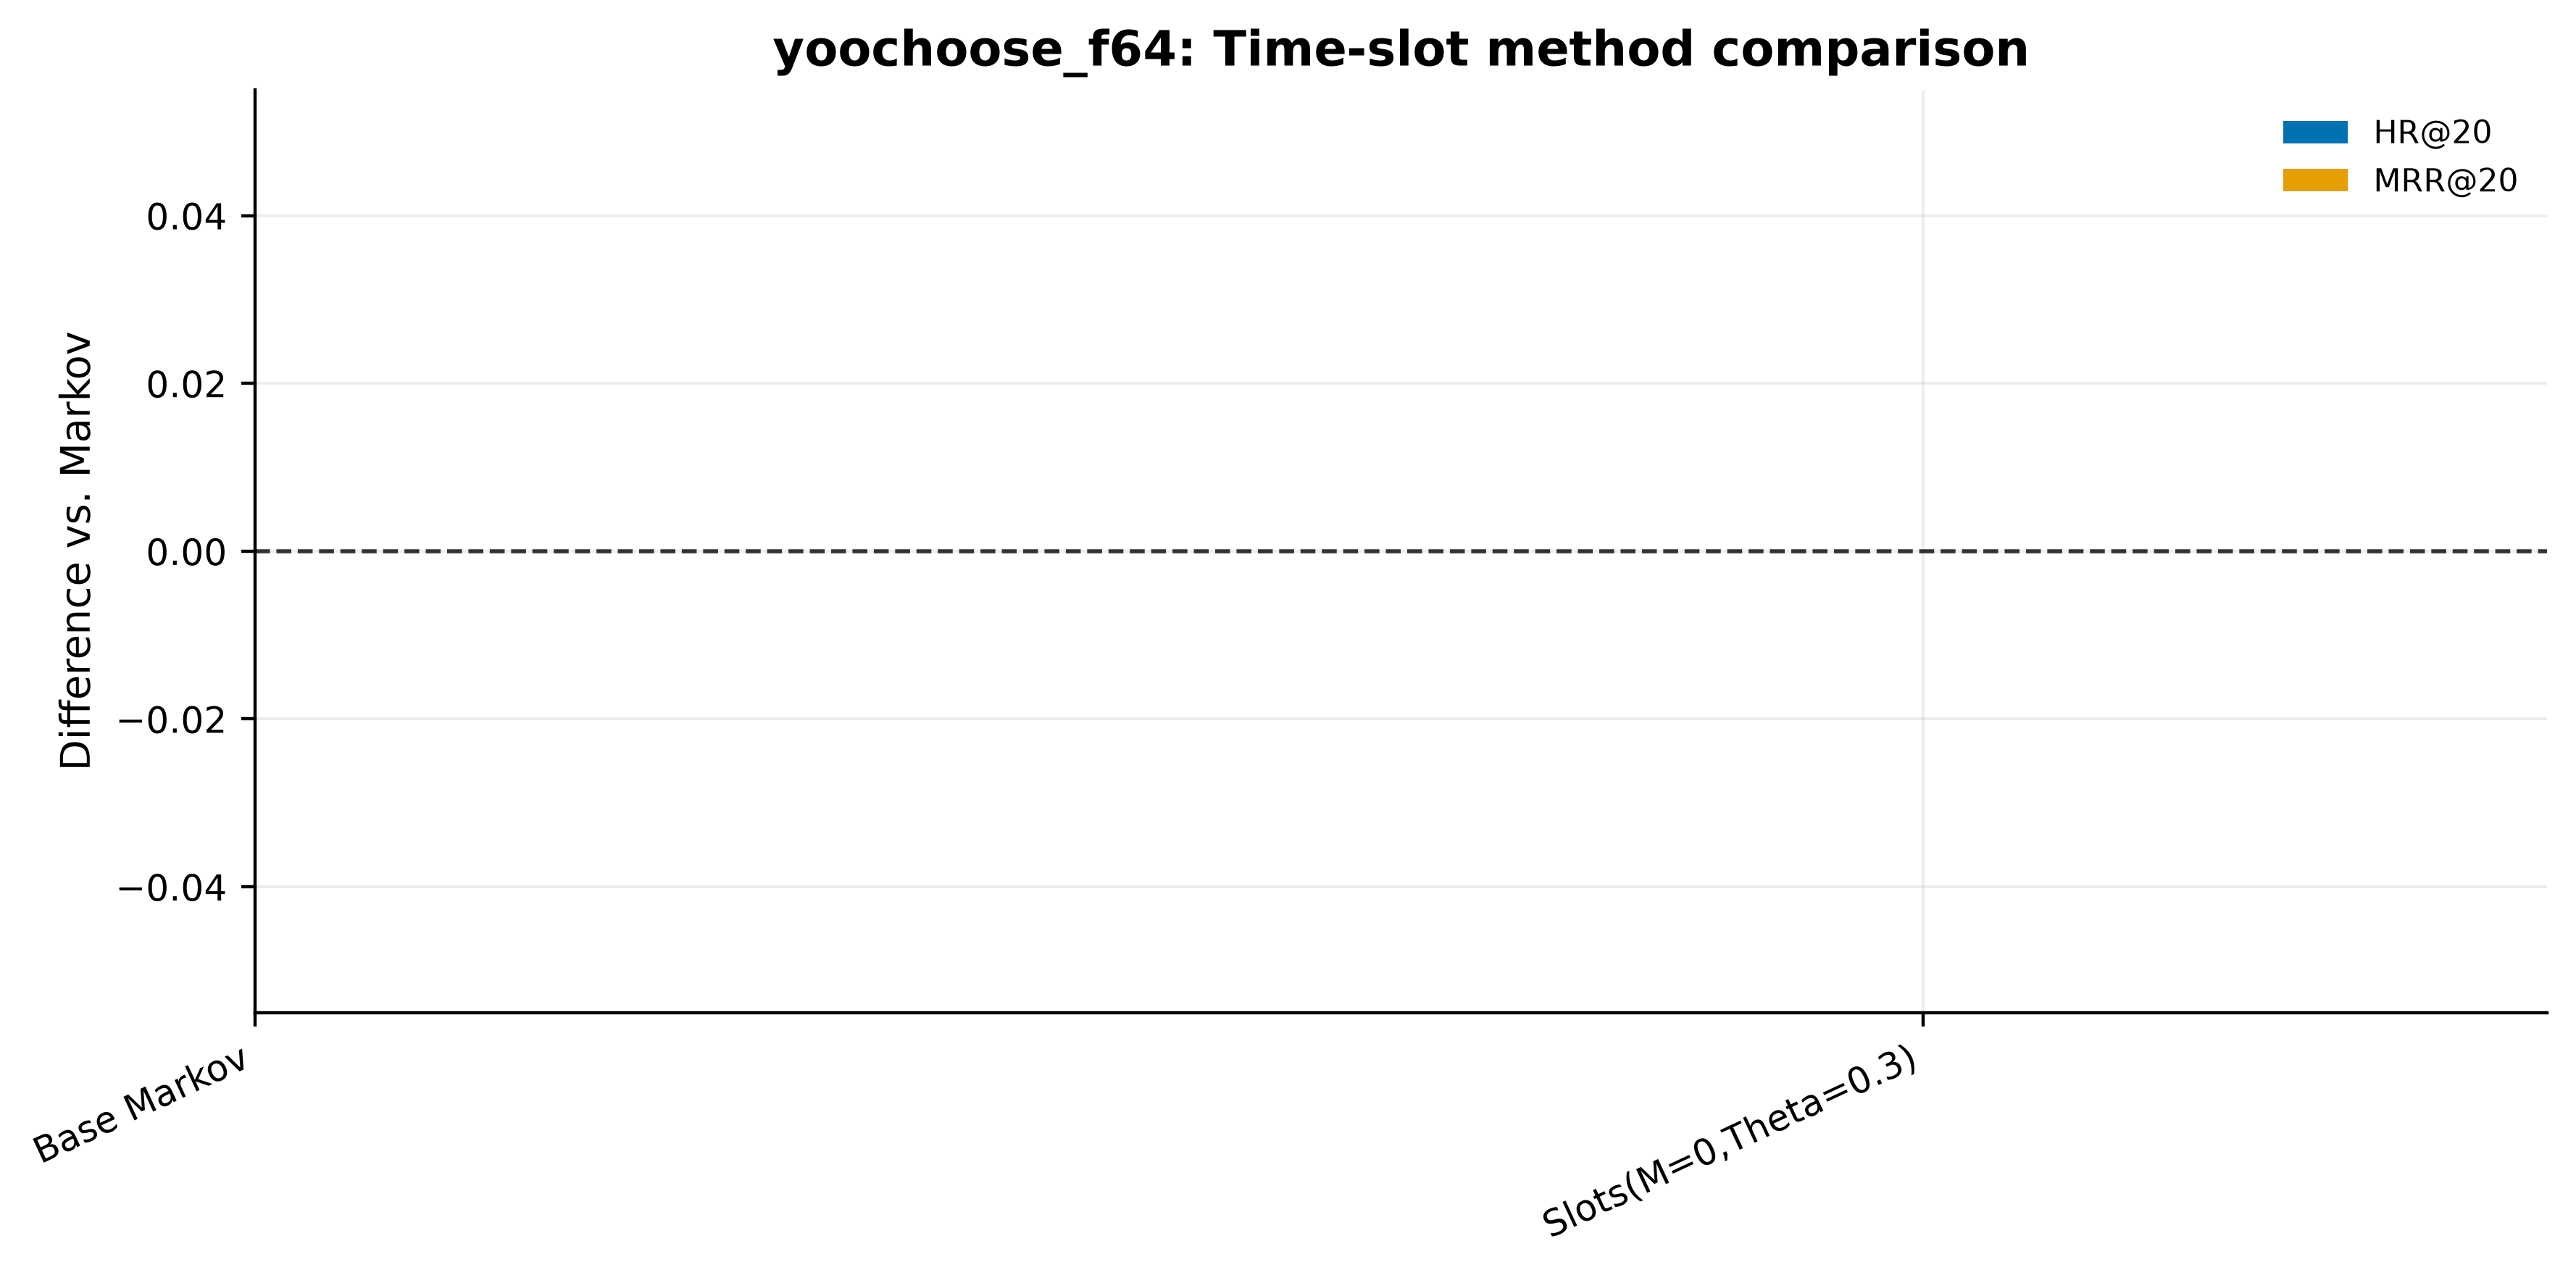 yoochoose_f64: Time-slot method comparison
HR@20
MRR@20
Difference vs. Markov
0.04
0.02
0.00
−0.02
−0.04
Base Markov
Slots(M=0,Theta=0.3)